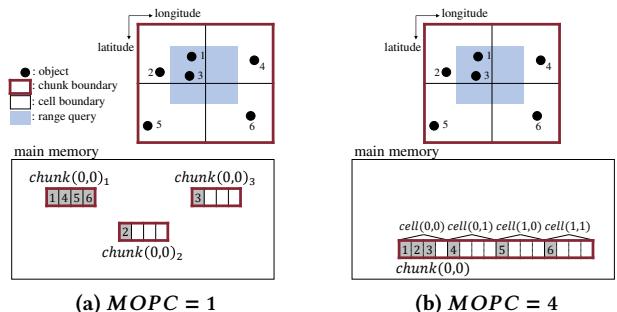 longitude
latitude
1
2
3
4
5
6
: object
: chunk boundary
: cell boundary
: range query
main memory
chunk(0,0)₁
1 4 5 6
chunk(0,0)₃
3
2
chunk(0,0)₂
(a) MOPC = 1
longitude
latitude
1
2
3
4
5
6
main memory
cell(0,0) cell(0,1) cell(1,0) cell(1,1)
1 2 3 4 5 6
chunk(0,0)
(b) MOPC = 4